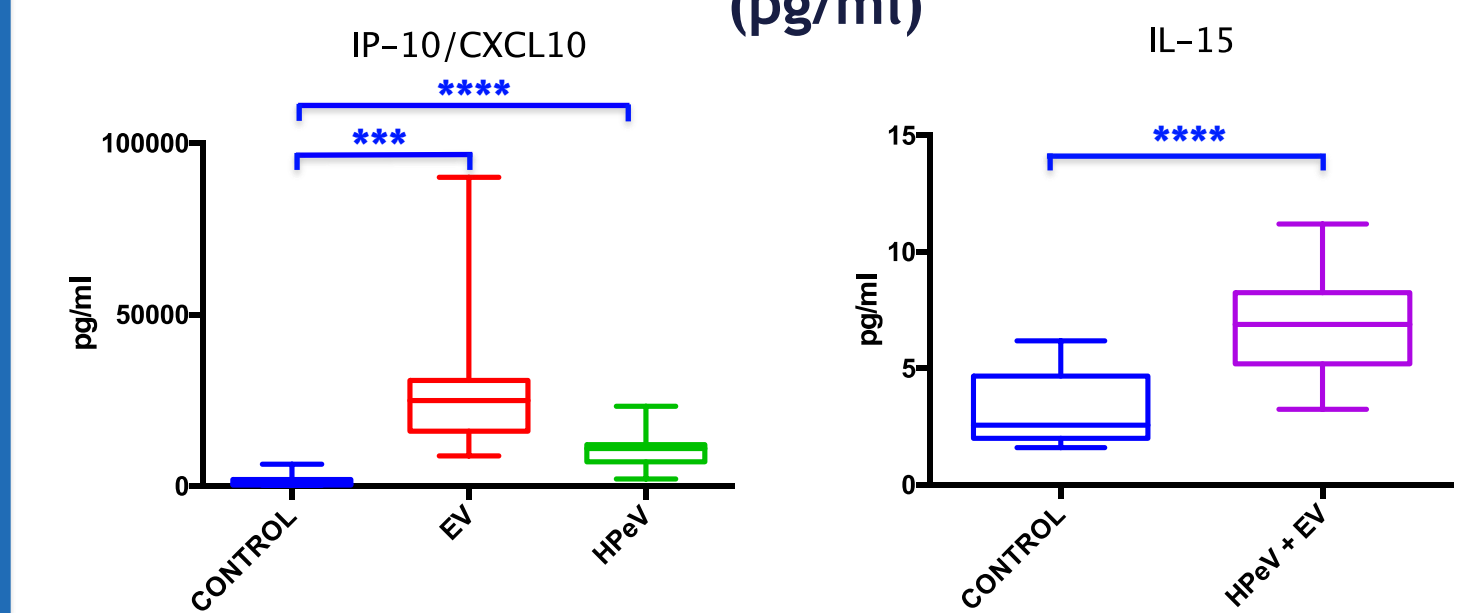 (pg/ml)
IP-10/CXCL10
****
***
100000
50000
0
pg/ml
CONTROL
EV
HPeV
IL-15
****
15
10
5
0
pg/ml
CONTROL
HPeV + EV